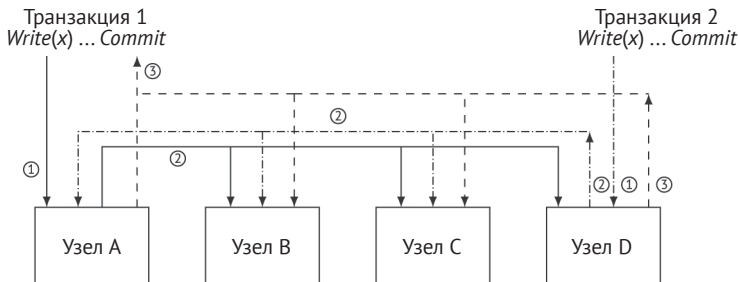 Транзакция 1
Write(x) ... Commit
Транзакция 2
Write(x) ... Commit
③
②
①
②
②
①
③
Узел A
Узел B
Узел C
Узел D